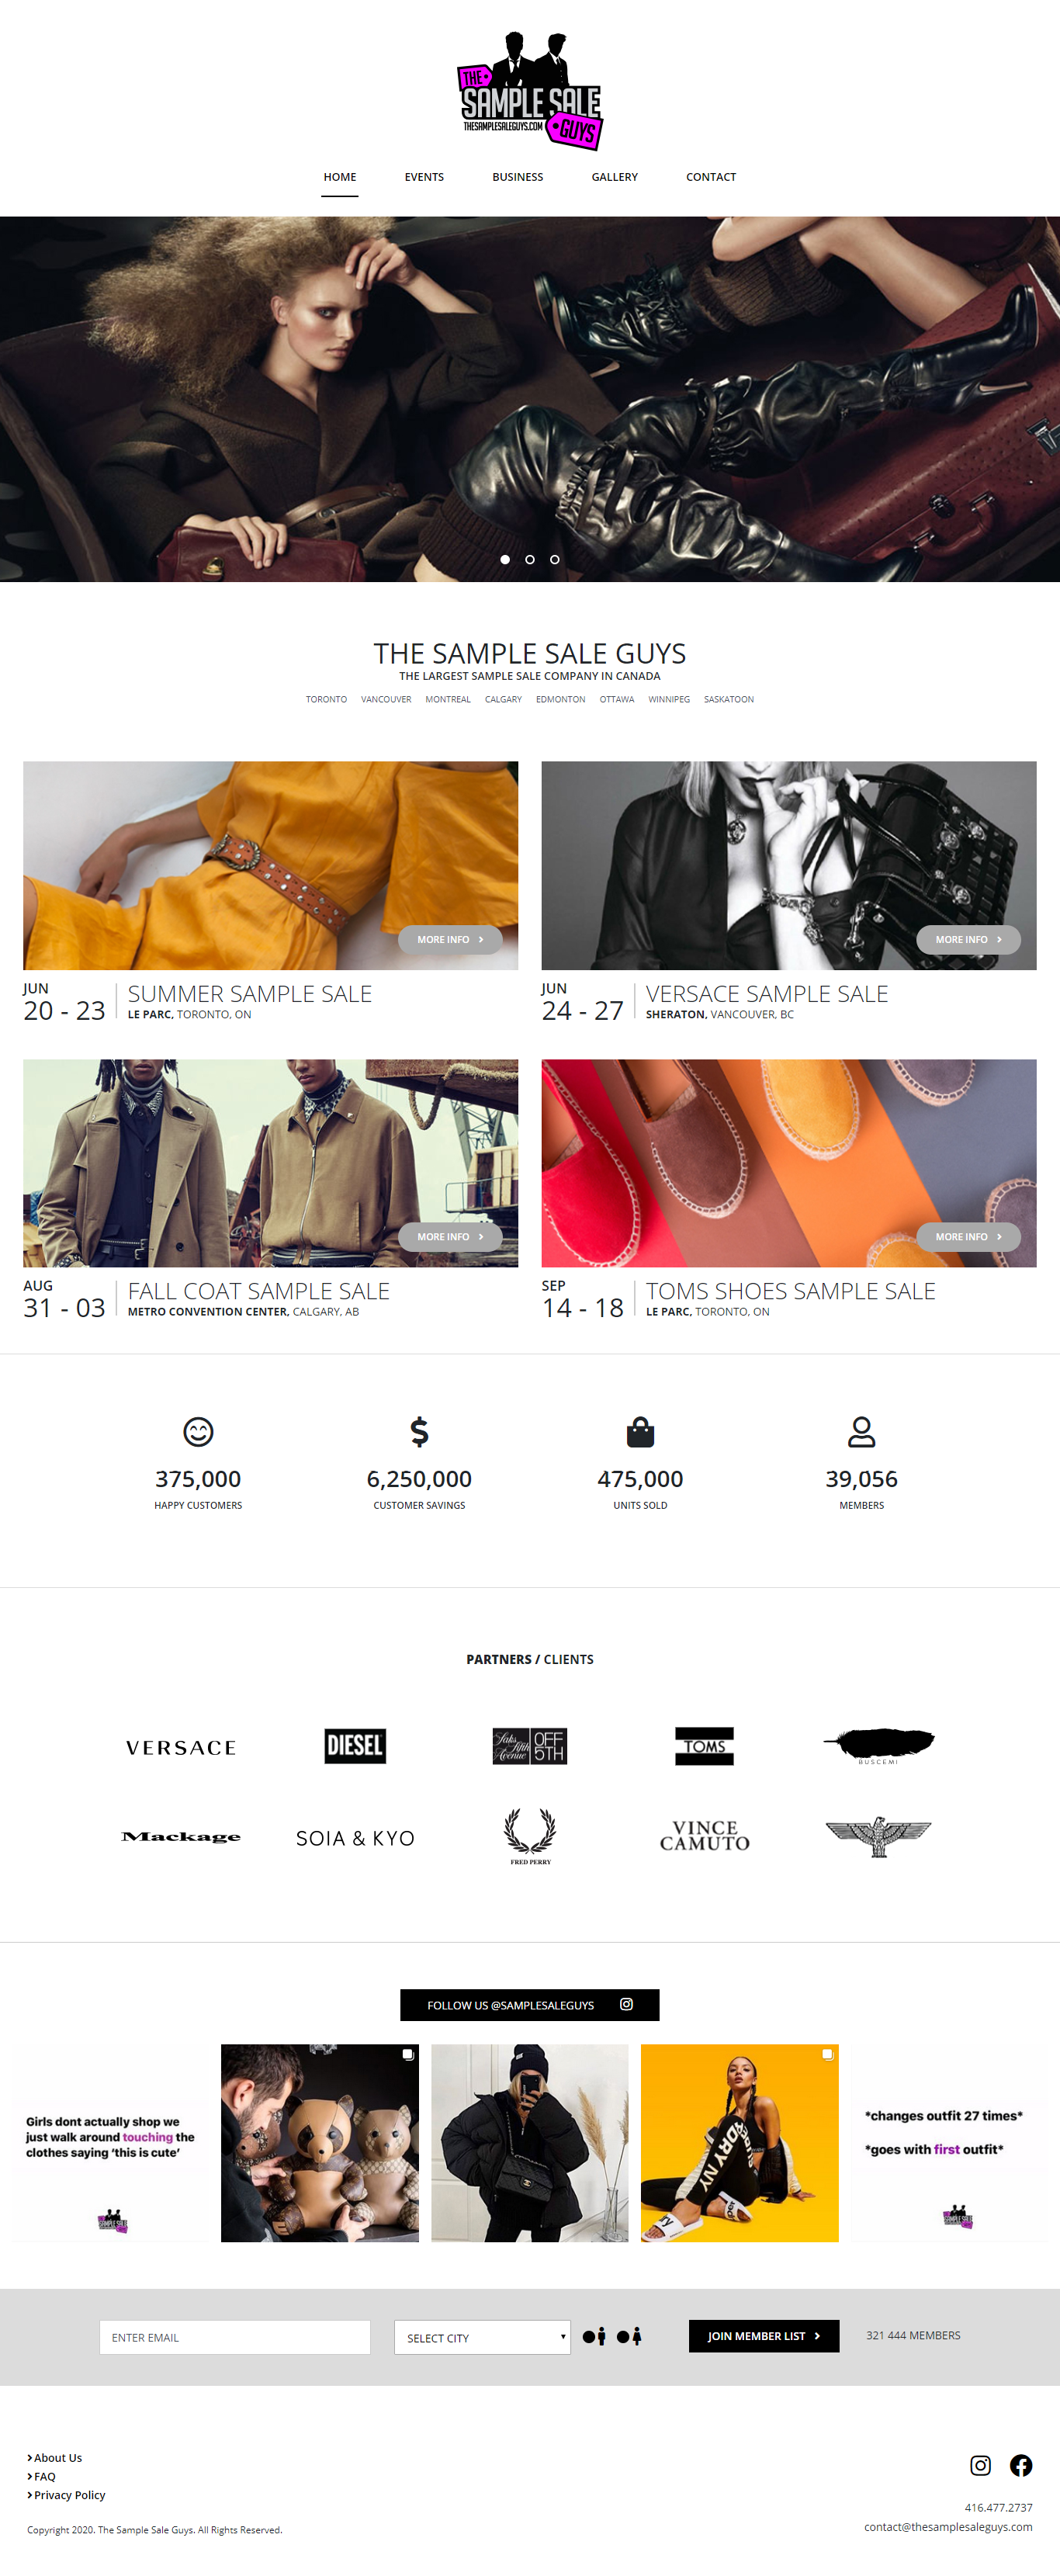 THE
SAMPLE SALE
THESAMPLESALEGUYS.COM
GUYS
HOME EVENTS BUSINESS GALLERY CONTACT
THE SAMPLE SALE GUYS
THE LARGEST SAMPLE SALE COMPANY IN CANADA
TORONTO VANCOUVER MONTREAL CALGARY EDMONTON OTTAWA WINNIPEG SASKATOON
MORE INFO
JUN
20 - 23
SUMMER SAMPLE SALE
LE PARC, TORONTO, ON
MORE INFO
JUN
24 - 27
VERSACE SAMPLE SALE
SHERATON, VANCOUVER, BC
MORE INFO
AUG
31 - 03
FALL COAT SAMPLE SALE
METRO CONVENTION CENTER, CALGARY, AB
MORE INFO
SEP
14 - 18
TOMS SHOES SAMPLE SALE
LE PARC, TORONTO, ON
375,000
HAPPY CUSTOMERS
6,250,000
CUSTOMER SAVINGS
475,000
UNITS SOLD
39,056
MEMBERS
PARTNERS / CLIENTS
VERSACE
DIESEL
Saks
Fifth
Avenue
OFF
5TH
TOMS
BUSCEMI
Mackage
SOIA & KYO
FRED PERRY
VINCE
CAMUTO
FOLLOW US @SAMPLESALEGUYS
Girls dont actually shop we
just walk around touching the
clothes saying 'this is cute'
SAMPLE SALE
DRY NY
*changes outfit 27 times*
*goes with first outfit*
SAMPLE SALE
ENTER EMAIL
SELECT CITY
JOIN MEMBER LIST
321 444 MEMBERS
About Us
FAQ
Privacy Policy
Copyright 2020. The Sample Sale Guys. All Rights Reserved.
416.477.2737
contact@thesamplesaleguys.com